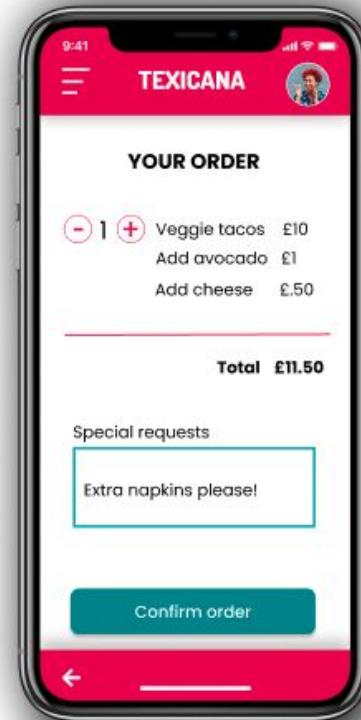 9:41
TEXICANA
YOUR ORDER
- 1 + Veggie tacos £10
Add avocado £1
Add cheese £.50
Total £11.50
Special requests
Extra napkins please!
Confirm order